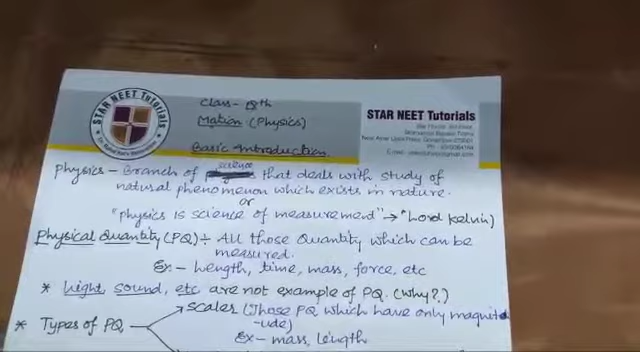 STAR NEET Tutorials
Class- 9th
Motion (Physics)
Basic Introduction
STAR NEET Tutorials
Physics - Branch of science that deals with study of
natural phenomenon which exists in nature.
or
"Physics is science of measurement" → "Lord Kelvin)
Physical Quantity (PQ) ÷ All those Quantity which can be
measured.
Ex - Length, time, mass, force, etc
* Light, sound, etc are not example of PQ. (Why?)
* Types of PQ → Scaler (Those PQ which have only magnit
-ude)
Ex - mass, length